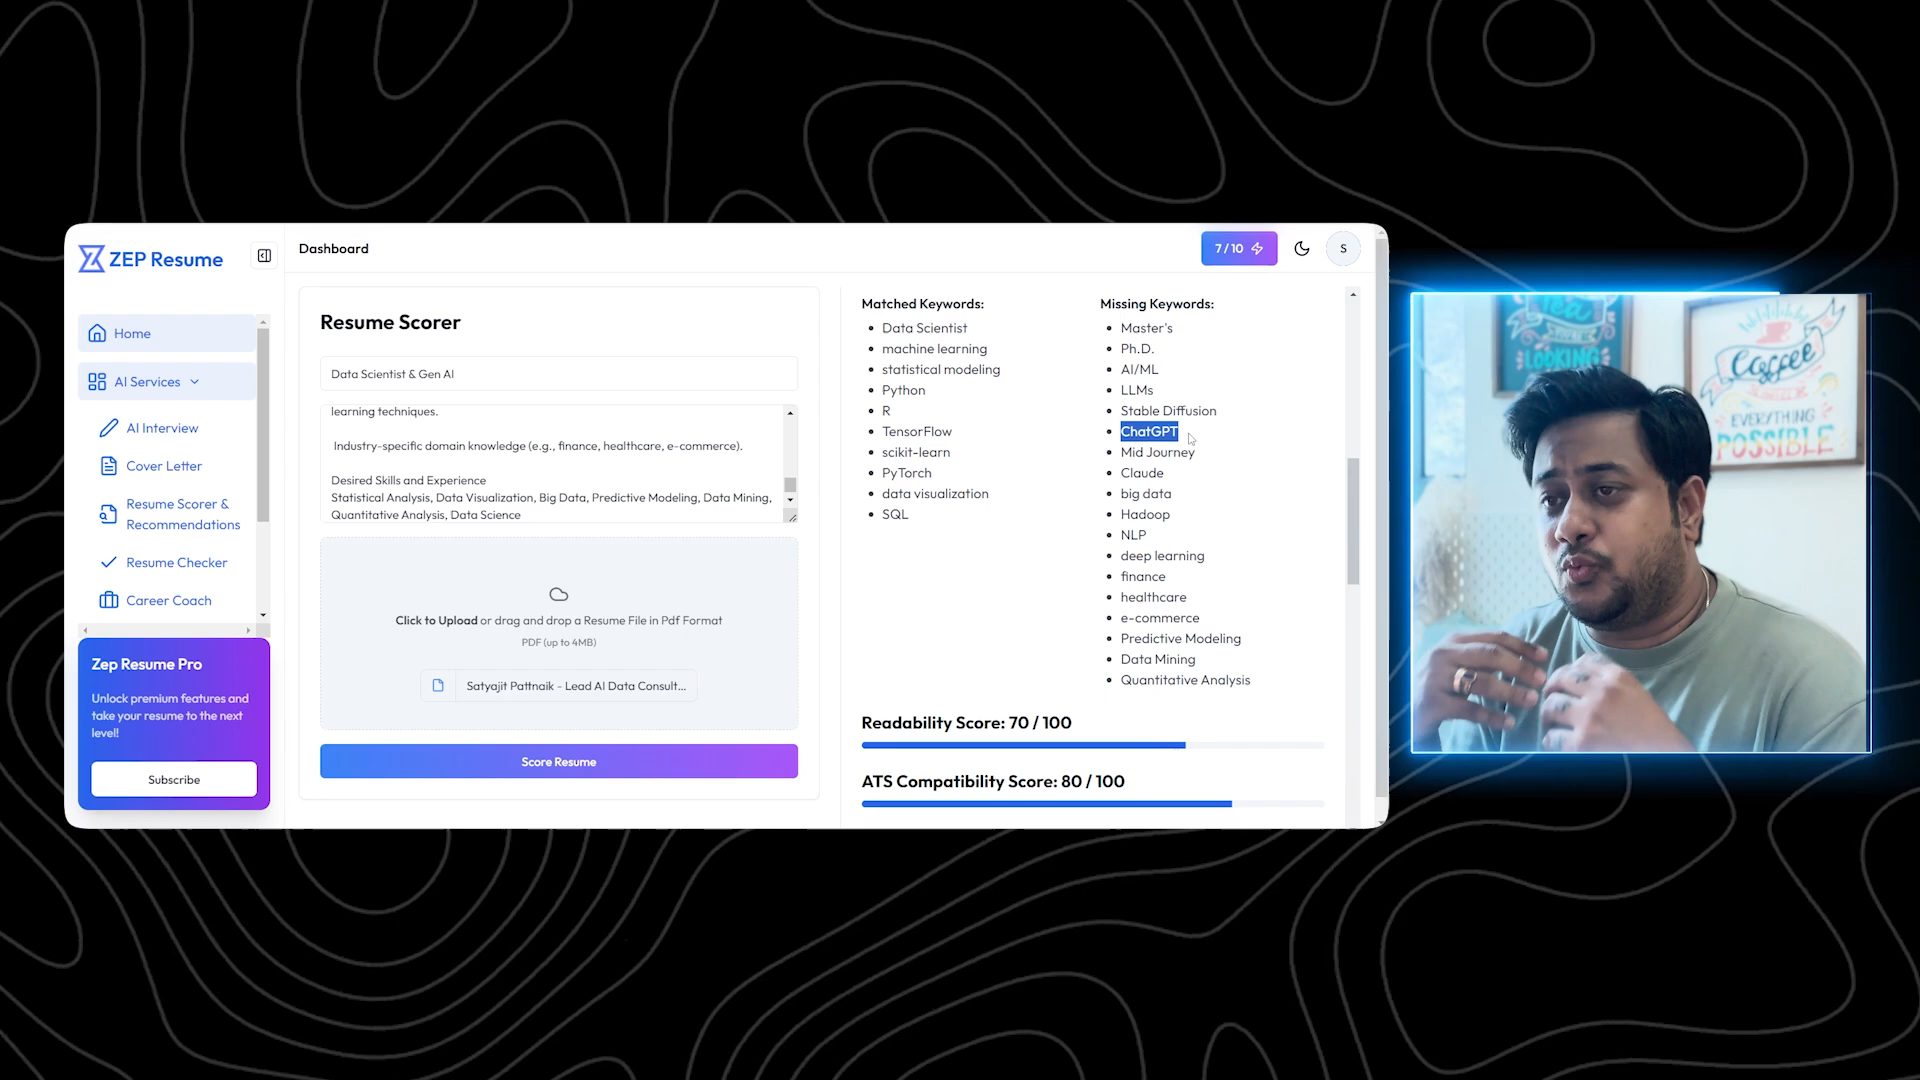 ZEP Resume
Dashboard
7 / 10
S
Home
AI Services
AI Interview
Cover Letter
Resume Scorer &
Recommendations
Resume Checker
Career Coach
Zep Resume Pro
Unlock premium features and
take your resume to the next
level!
Subscribe
Resume Scorer
Data Scientist & Gen AI
learning techniques.
Industry-specific domain knowledge (e.g., finance, healthcare, e-commerce).
Desired Skills and Experience
Statistical Analysis, Data Visualization, Big Data, Predictive Modeling, Data Mining,
Quantitative Analysis, Data Science
Click to Upload or drag and drop a Resume File in Pdf Format
PDF (up to 4MB)
Satyajit Pattnaik - Lead AI Data Consult...
Score Resume
Matched Keywords:
Data Scientist
machine learning
statistical modeling
Python
R
TensorFlow
scikit-learn
PyTorch
data visualization
SQL
Missing Keywords:
Master's
Ph.D.
AI/ML
LLMs
Stable Diffusion
ChatGPT
Mid Journey
Claude
big data
Hadoop
NLP
deep learning
finance
healthcare
e-commerce
Predictive Modeling
Data Mining
Quantitative Analysis
Readability Score: 70 / 100
ATS Compatibility Score: 80 / 100
Tea
LOOKING
Coffee
EVERYTHING
POSSIBLE